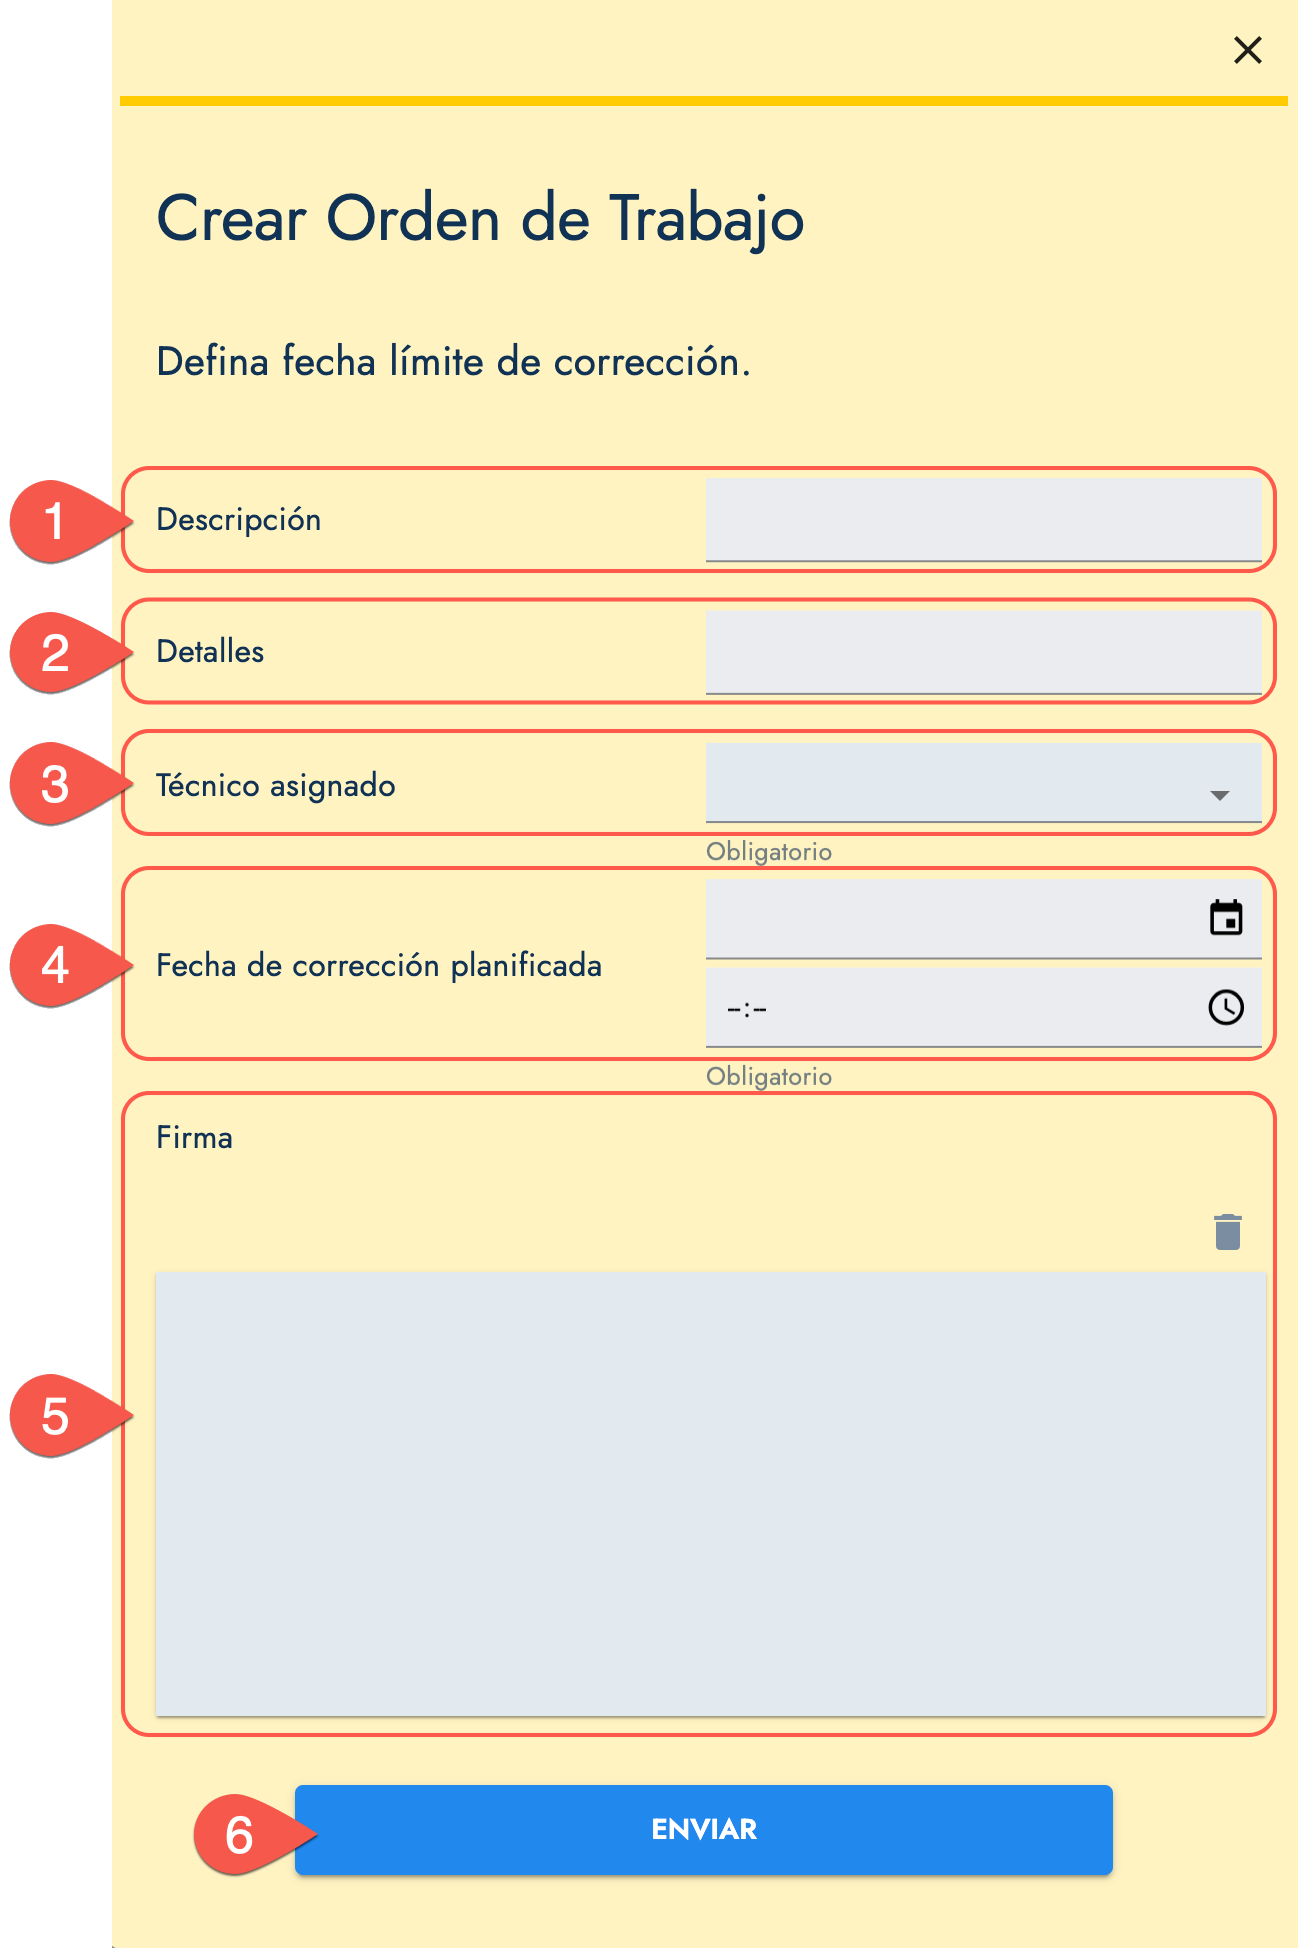 Crear Orden de Trabajo
Defina fecha límite de corrección.
1 Descripción
2 Detalles
3 Técnico asignado
Obligatorio
4 Fecha de corrección planificada
--:--
Obligatorio
Firma
5
6 ENVIAR